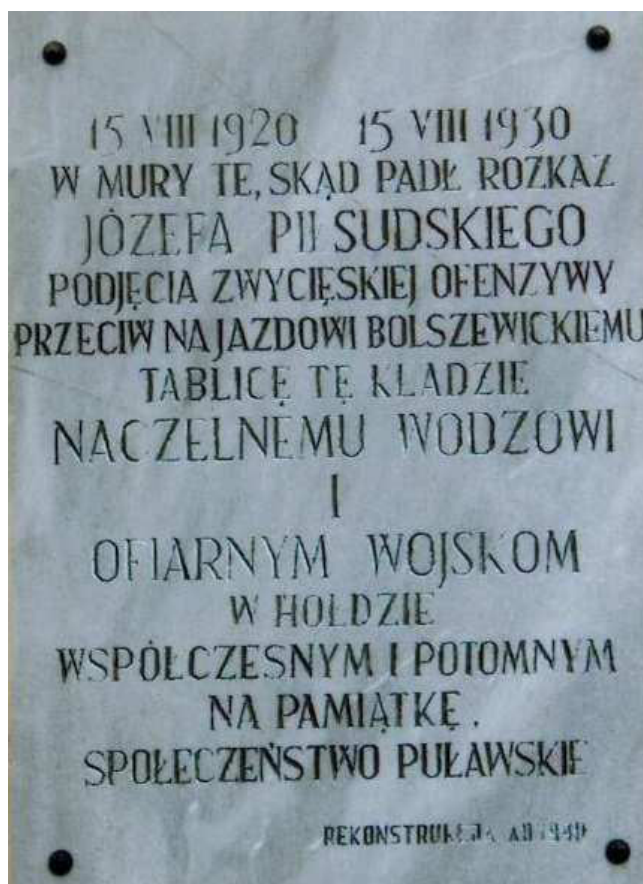 15 VIII 1920 15 VIII 1930
W MURY TE, SKĄD PADŁ ROZKAZ
JÓZEFA PIŁSUDSKIEGO
PODJĘCIA ZWYCIĘSKIEJ OFENZYWY
PRZECIW NAJAZDOWI BOLSZEWICKIEMU
TABLICĘ TĘ KŁADZIE
NACZELNEMU WODZOWI
I
OFIARNYM WOJSKOM
W HOŁDZIE
WSPÓŁCZESNYM I POTOMNYM
NA PAMIĄTKĘ.
SPOŁECZEŃSTWO PUŁAWSKIE
REKONSTRUKCJA AD